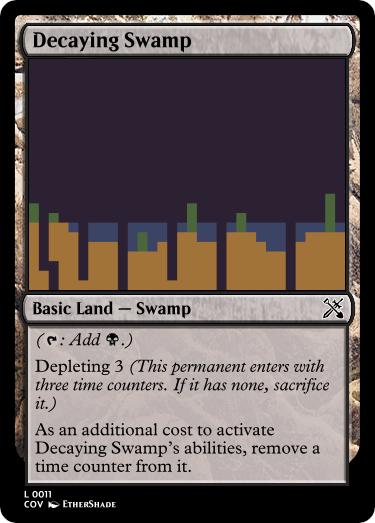 Decaying Swamp
Basic Land — Swamp
(T: Add B.)
Depleting 3 (This permanent enters with
three time counters. If it has none, sacrifice
it.)
As an additional cost to activate
Decaying Swamp's abilities, remove a
time counter from it.
L 0011
COV EtherShade